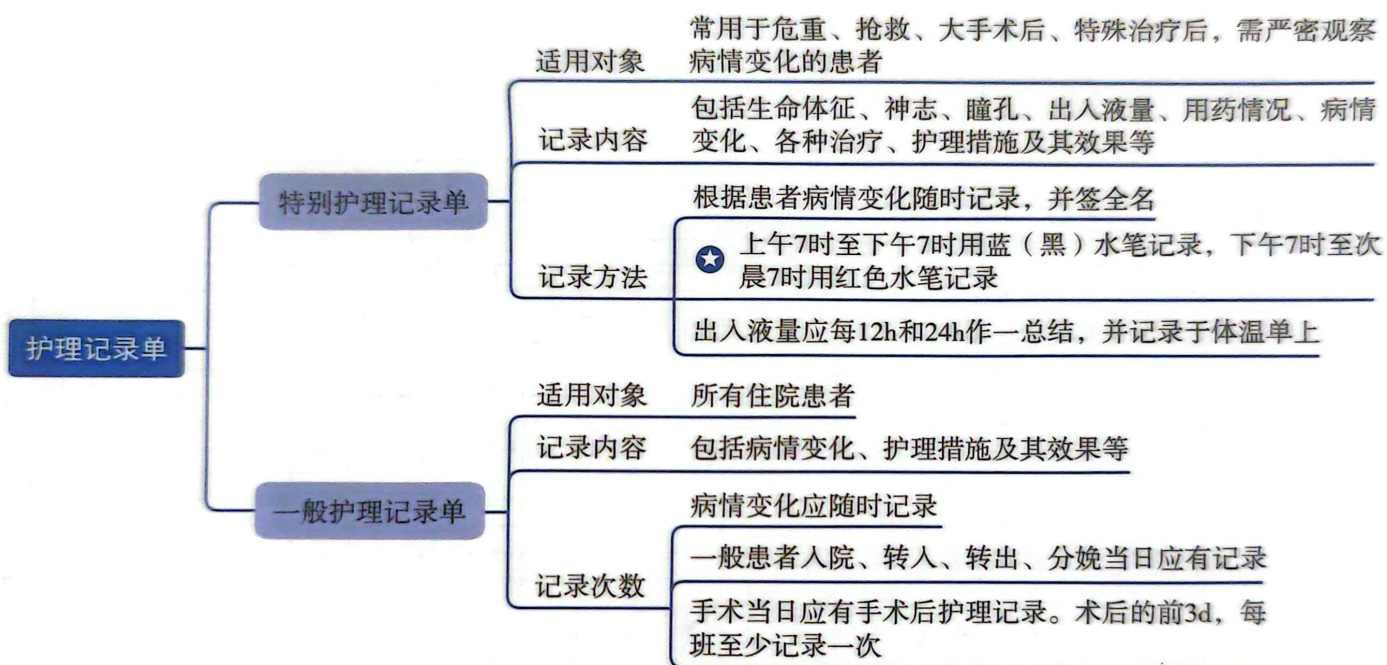 护理记录单
特别护理记录单
适用对象
常用于危重、抢救、大手术后、特殊治疗后，需严密观察
病情变化的患者
记录内容
包括生命体征、神志、瞳孔、出入液量、用药情况、病情
变化、各种治疗、护理措施及其效果等
记录方法
根据患者病情变化随时记录，并签全名
上午7时至下午7时用蓝（黑）水笔记录，下午7时至次
晨7时用红色水笔记录
出入液量应每12h和24h作一总结，并记录于体温单上
一般护理记录单
适用对象
所有住院患者
记录内容
包括病情变化、护理措施及其效果等
记录次数
病情变化应随时记录
一般患者入院、转入、转出、分娩当日应有记录
手术当日应有手术后护理记录。术后的前3d，每
班至少记录一次